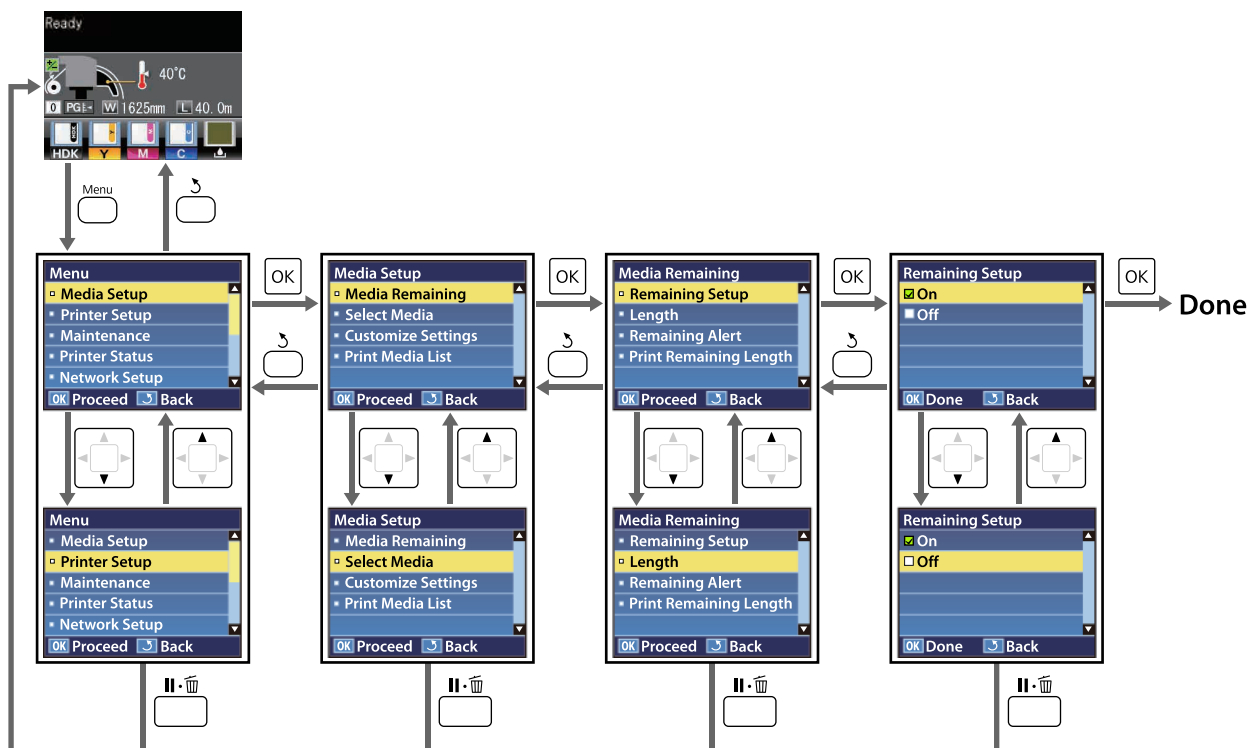 Ready
40°C
0 PG W 1625mm L 40.0m
HDK Y M C
Menu
Menu
Media Setup
Printer Setup
Maintenance
Printer Status
Network Setup
OK Proceed Back
OK
Media Setup
Media Remaining
Select Media
Customize Settings
Print Media List
OK Proceed Back
OK
Media Remaining
Remaining Setup
Length
Remaining Alert
Print Remaining Length
OK Proceed Back
OK
Remaining Setup
On
Off
OK Done Back
OK
Done
Menu
Media Setup
Printer Setup
Maintenance
Printer Status
Network Setup
OK Proceed Back
Media Setup
Media Remaining
Select Media
Customize Settings
Print Media List
OK Proceed Back
Media Remaining
Remaining Setup
Length
Remaining Alert
Print Remaining Length
OK Proceed Back
Remaining Setup
On
Off
OK Done Back